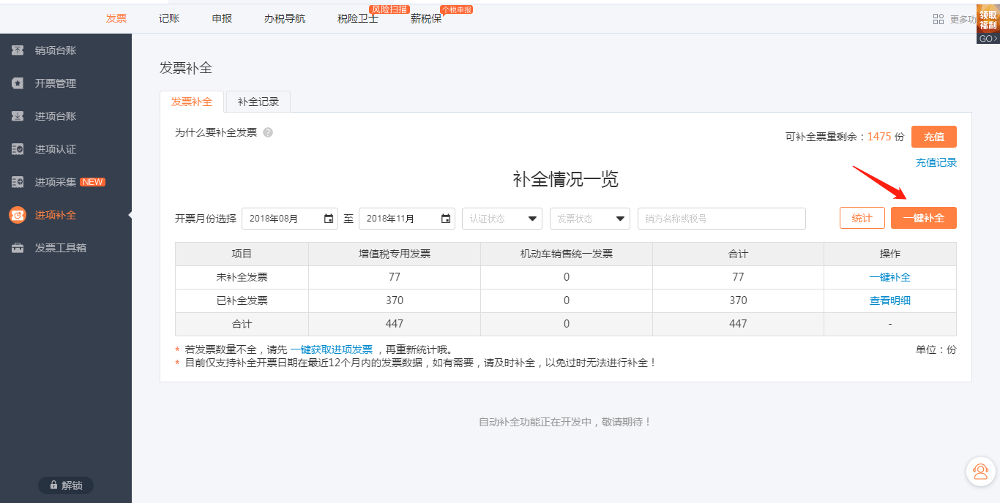 发票 记账 申报 办税导航 税险卫士 风险扫描 薪税保 个税申报 更多功
领取
福利
GO>
销项台账
开票管理
进项台账
进项认证
进项采集 NEW
进项补全
发票工具箱
解锁
发票补全
发票补全 补全记录
为什么要补全发票 ?
可补全票量剩余：1475 份 充值
充值记录
补全情况一览
开票月份选择 2018年08月 至 2018年11月 认证状态 发票状态 销方名称或税号 统计 一键补全
项目 增值税专用发票 机动车销售统一发票 合计 操作
未补全发票 77 0 77 一键补全
已补全发票 370 0 370 查看明细
合计 447 0 447 -
* 若发票数量不全，请先 一键获取进项发票 ，再重新统计哦。 单位：份
* 目前仅支持补全开票日期在最近12个月内的发票数据，如有需要，请及时补全，以免过时无法进行补全！
自动补全功能正在开发中，敬请期待！